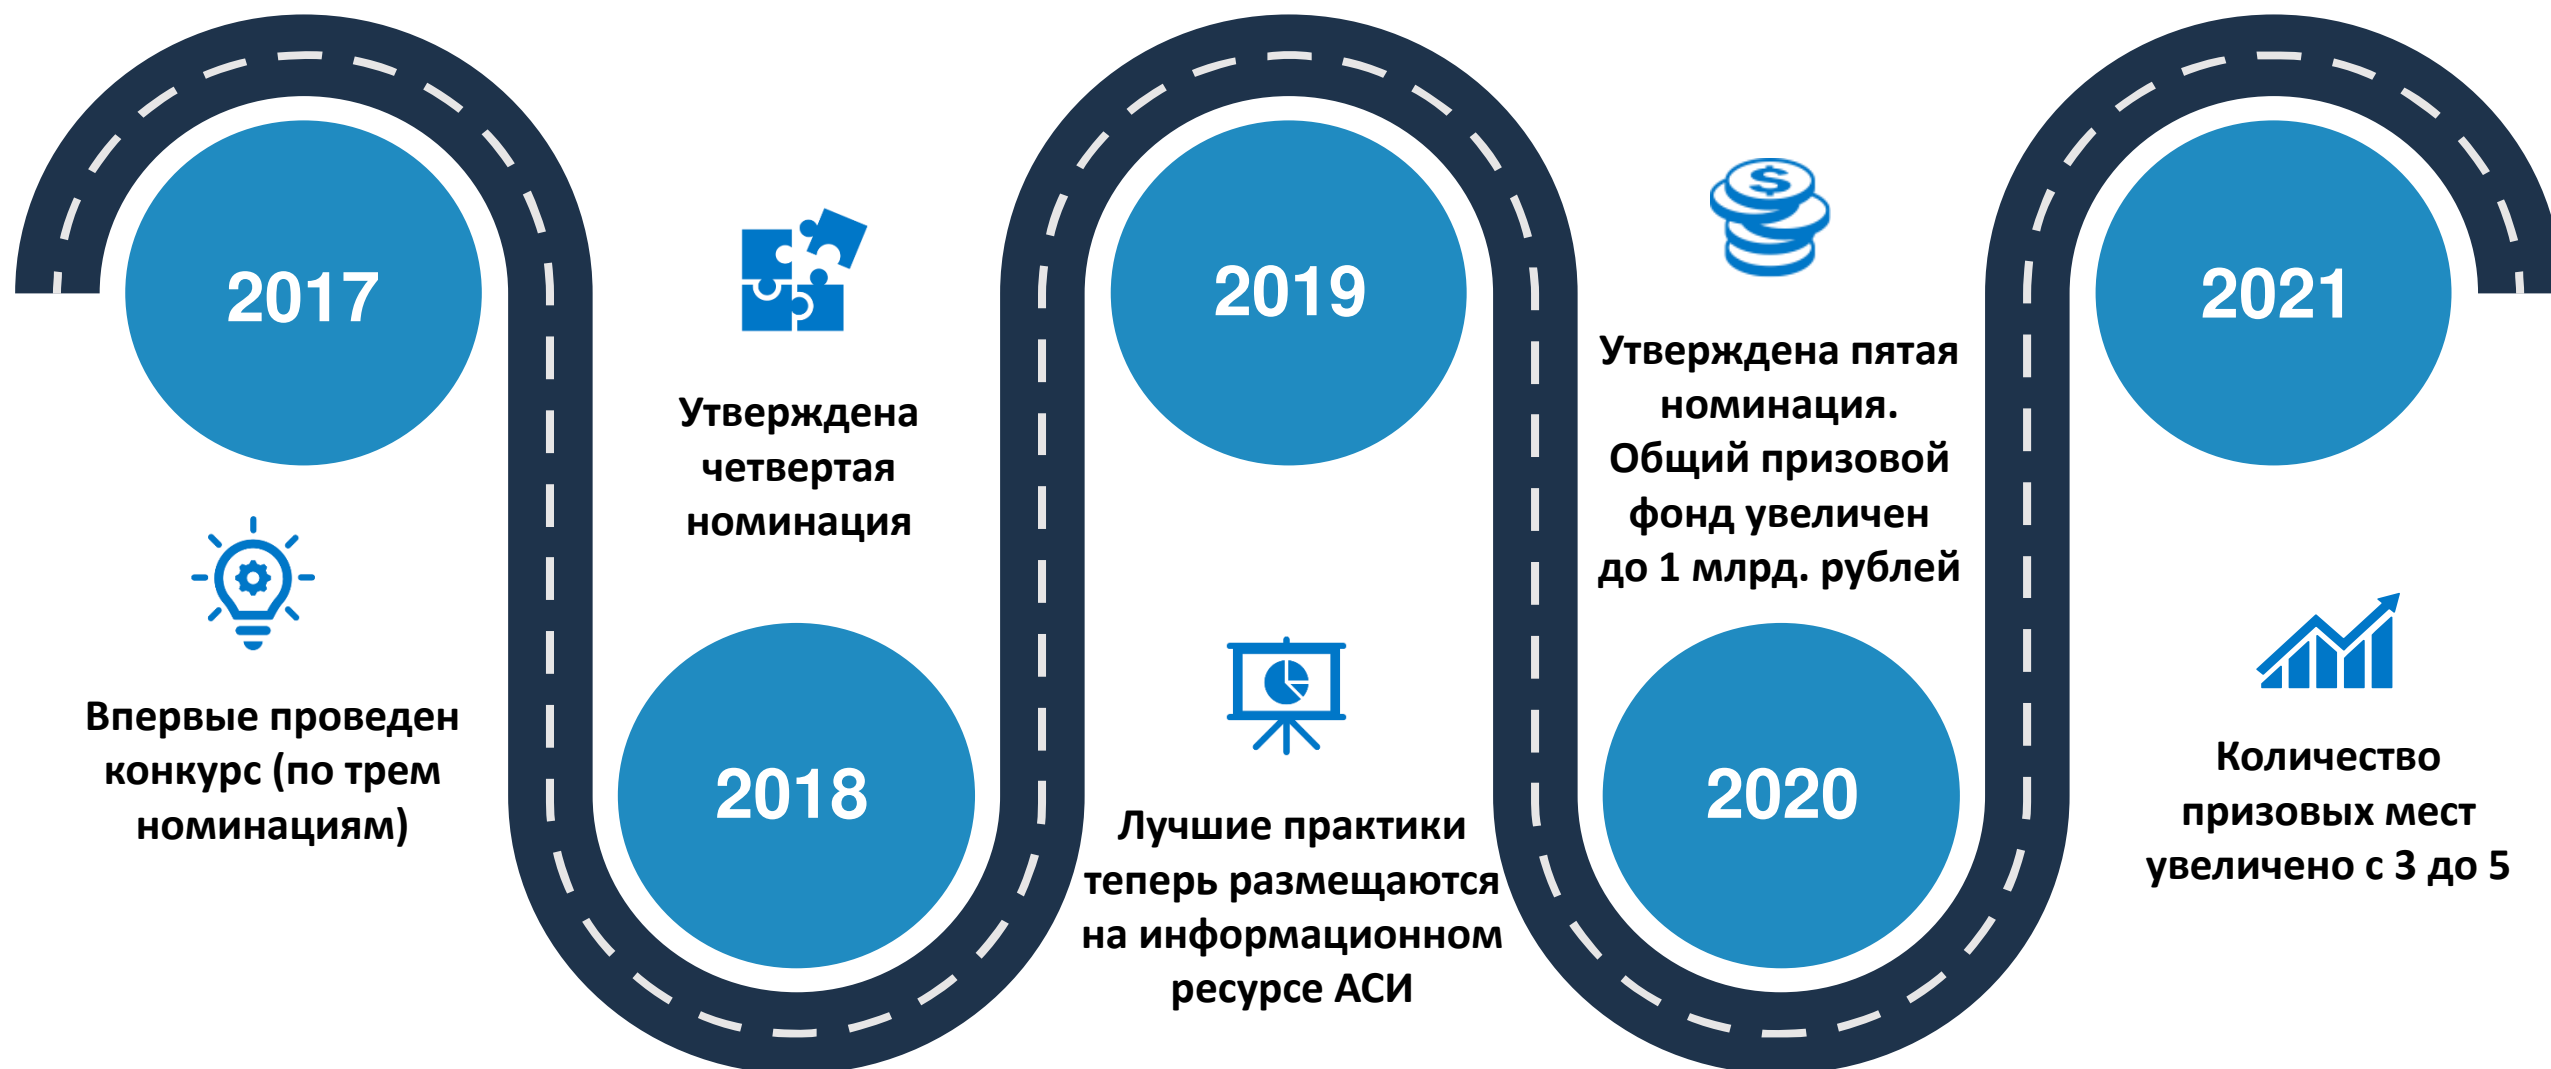 2017
Впервые проведен
конкурс (по трем
номинациям)
Утверждена
четвертая
номинация
2018
2019
Лучшие практики
теперь размещаются
на информационном
ресурсе АСИ
$
Утверждена пятая
номинация.
Общий призовой
фонд увеличен
до 1 млрд. рублей
2020
2021
Количество
призовых мест
увеличено с 3 до 5